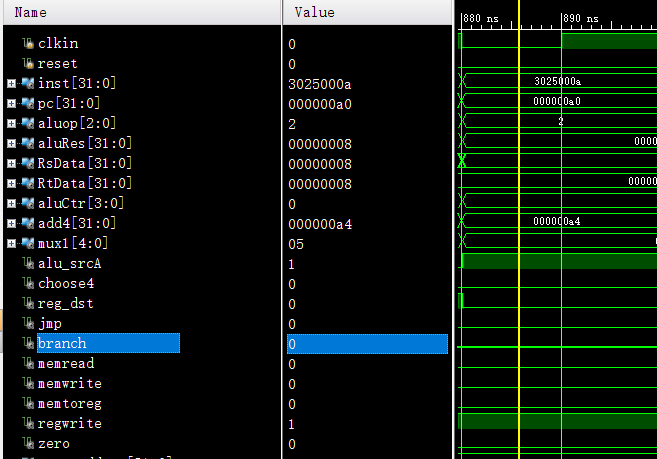 Name Value 880 ns 890 ns
clkin 0
reset 0
inst[31:0] 3025000a 3025000a
pc[31:0] 000000a0 000000a0
aluop[2:0] 2 2
aluRes[31:0] 00000008 0000
RsData[31:0] 00000008
RtData[31:0] 00000008 00000
aluCtr[3:0] 0
add4[31:0] 000000a4 000000a4
mux1[4:0] 05
alu_srcA 1
choose4 0
reg_dst 0
jmp 0
branch 0
memread 0
memwrite 0
memtoreg 0
regwrite 1
zero 0